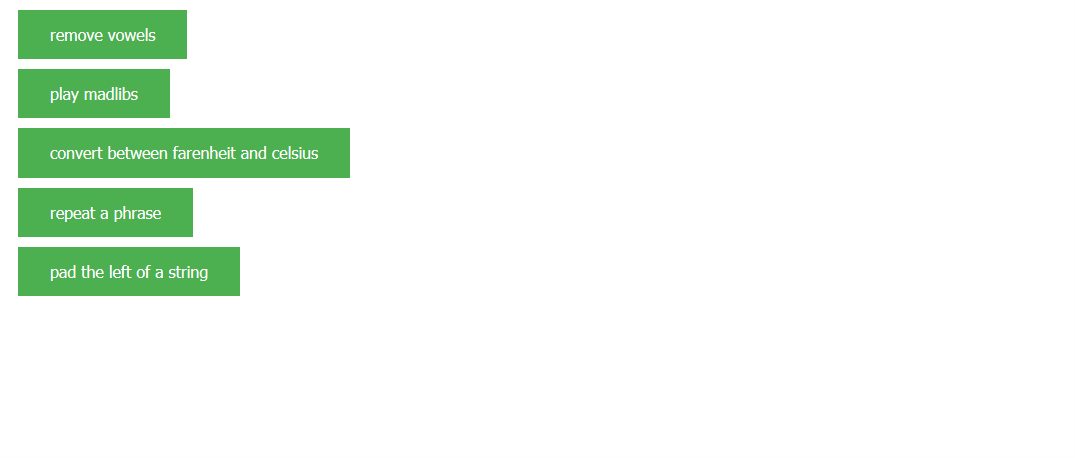 remove vowels
play madlibs
convert between farenheit and celsius
repeat a phrase
pad the left of a string